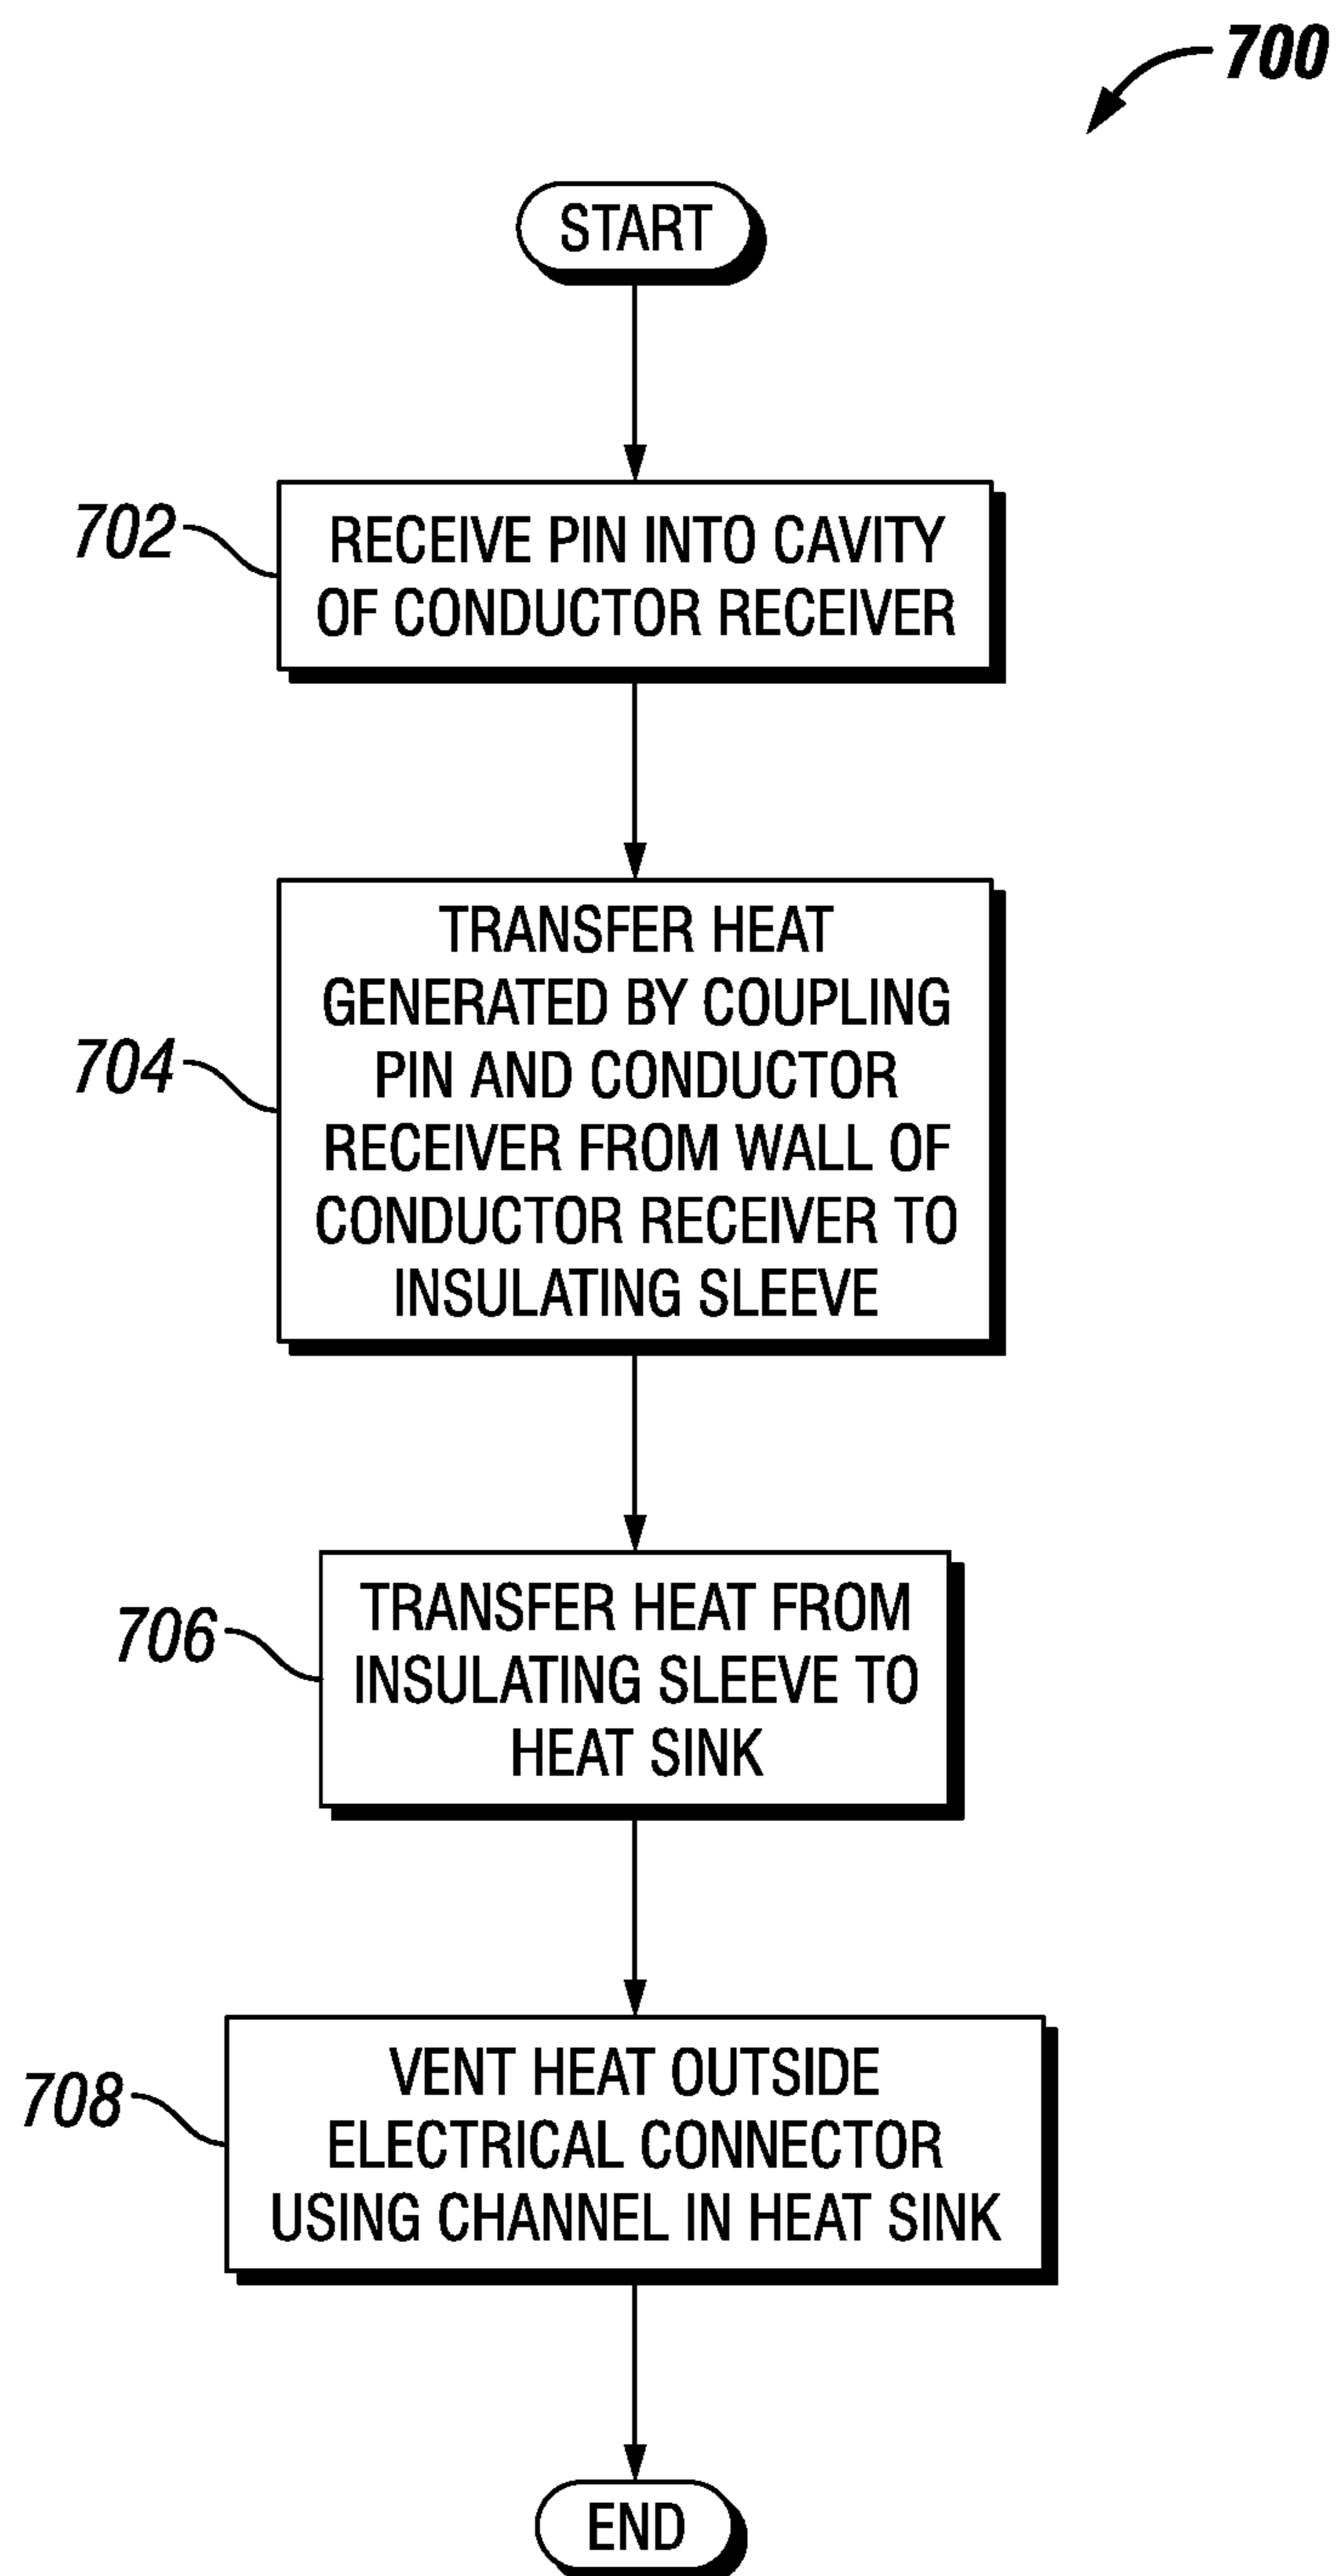 700
START
702
RECEIVE PIN INTO CAVITY
OF CONDUCTOR RECEIVER
704
TRANSFER HEAT
GENERATED BY COUPLING
PIN AND CONDUCTOR
RECEIVER FROM WALL OF
CONDUCTOR RECEIVER TO
INSULATING SLEEVE
706
TRANSFER HEAT FROM
INSULATING SLEEVE TO
HEAT SINK
708
VENT HEAT OUTSIDE
ELECTRICAL CONNECTOR
USING CHANNEL IN HEAT SINK
END